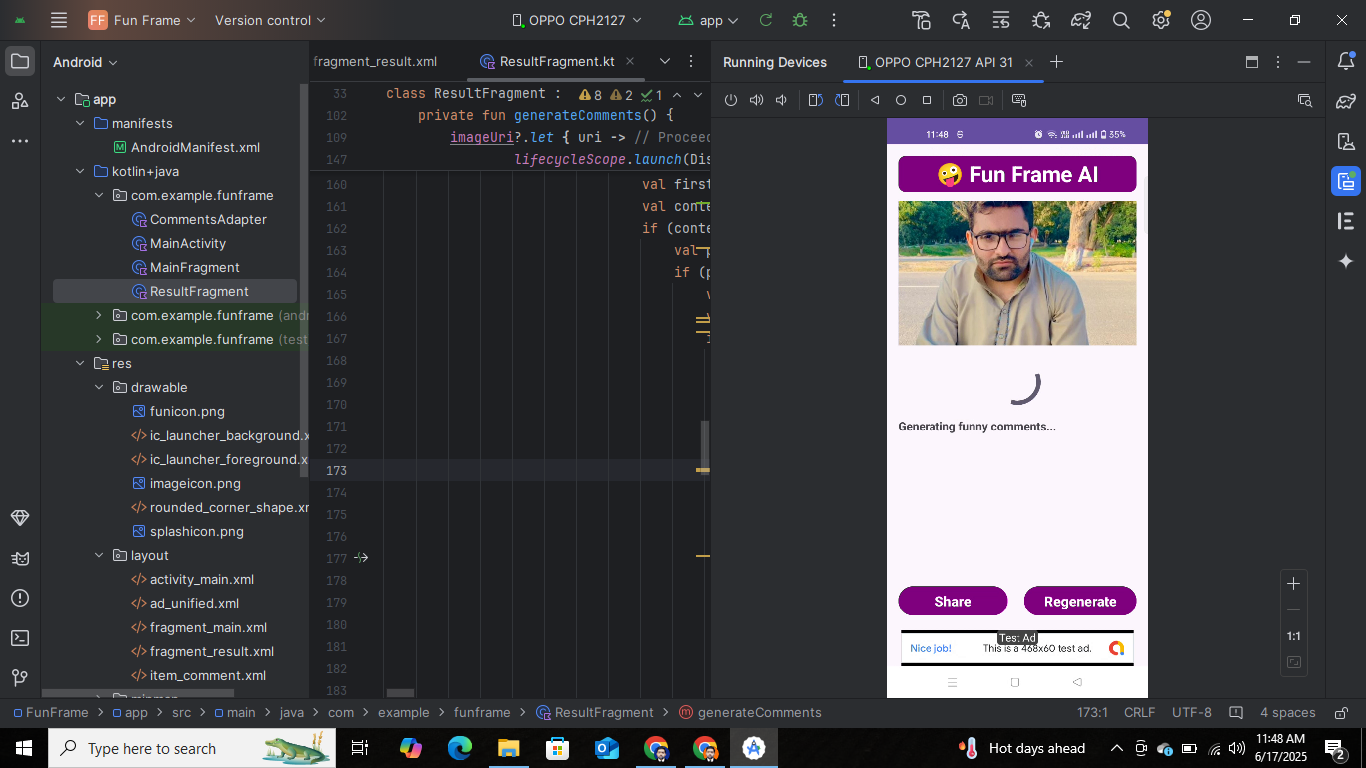 FF Fun Frame Version control OPPO CPH2127 app
Android
app
manifests
AndroidManifest.xml
kotlin+java
com.example.funframe
CommentsAdapter
MainActivity
MainFragment
ResultFragment
com.example.funframe (andr
com.example.funframe (test
res
drawable
funicon.png
ic_launcher_background.x
ic_launcher_foreground.x
imageicon.png
rounded_corner_shape.xm
splashicon.png
layout
activity_main.xml
ad_unified.xml
fragment_main.xml
fragment_result.xml
item_comment.xml
fragment_result.xml ResultFragment.kt
8 2 1
33 class ResultFragment :
102 private fun generateComments() {
109 imageUri?.let { uri -> // Proceed
147 lifecycleScope.launch(Dis
160 val first
161 val conte
162 if (conte
163 val p
164 if (p
165
166
167
168
169
170
171
172
173
174
175
176
177
178
179
180
181
182
183
Running Devices OPPO CPH2127 API 31
11:48 35%
🤪 Fun Frame AI
Generating funny comments...
Share Regenerate
Test Ad
Nice job! This is a 468x60 test ad.
1:1
FunFrame > app > src > main > java > com > example > funframe > ResultFragment > generateComments
173:1 CRLF UTF-8 4 spaces
Type here to search
Hot days ahead
11:48 AM
6/17/2025
2